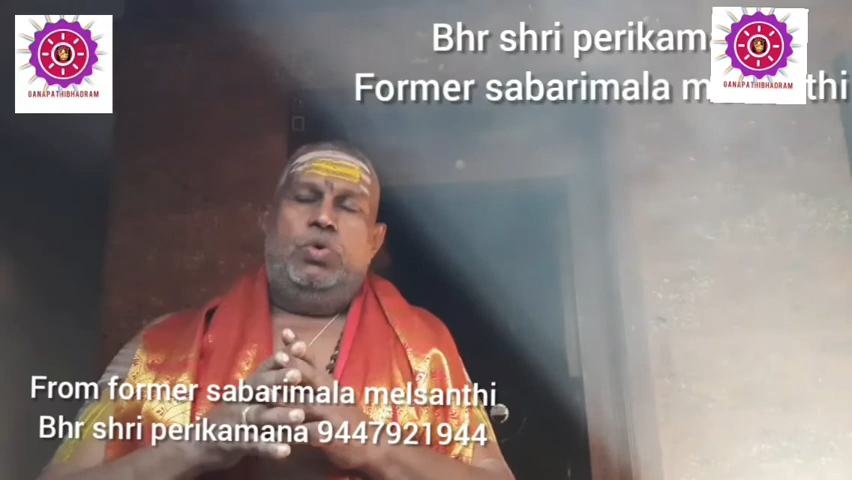 GANAPATHIBHADRAM
Bhr shri
GANAPATHIBHADRAM
Former sabarimala
From former sabarimala melsanthi
Bhr shri perikamana 9447921944